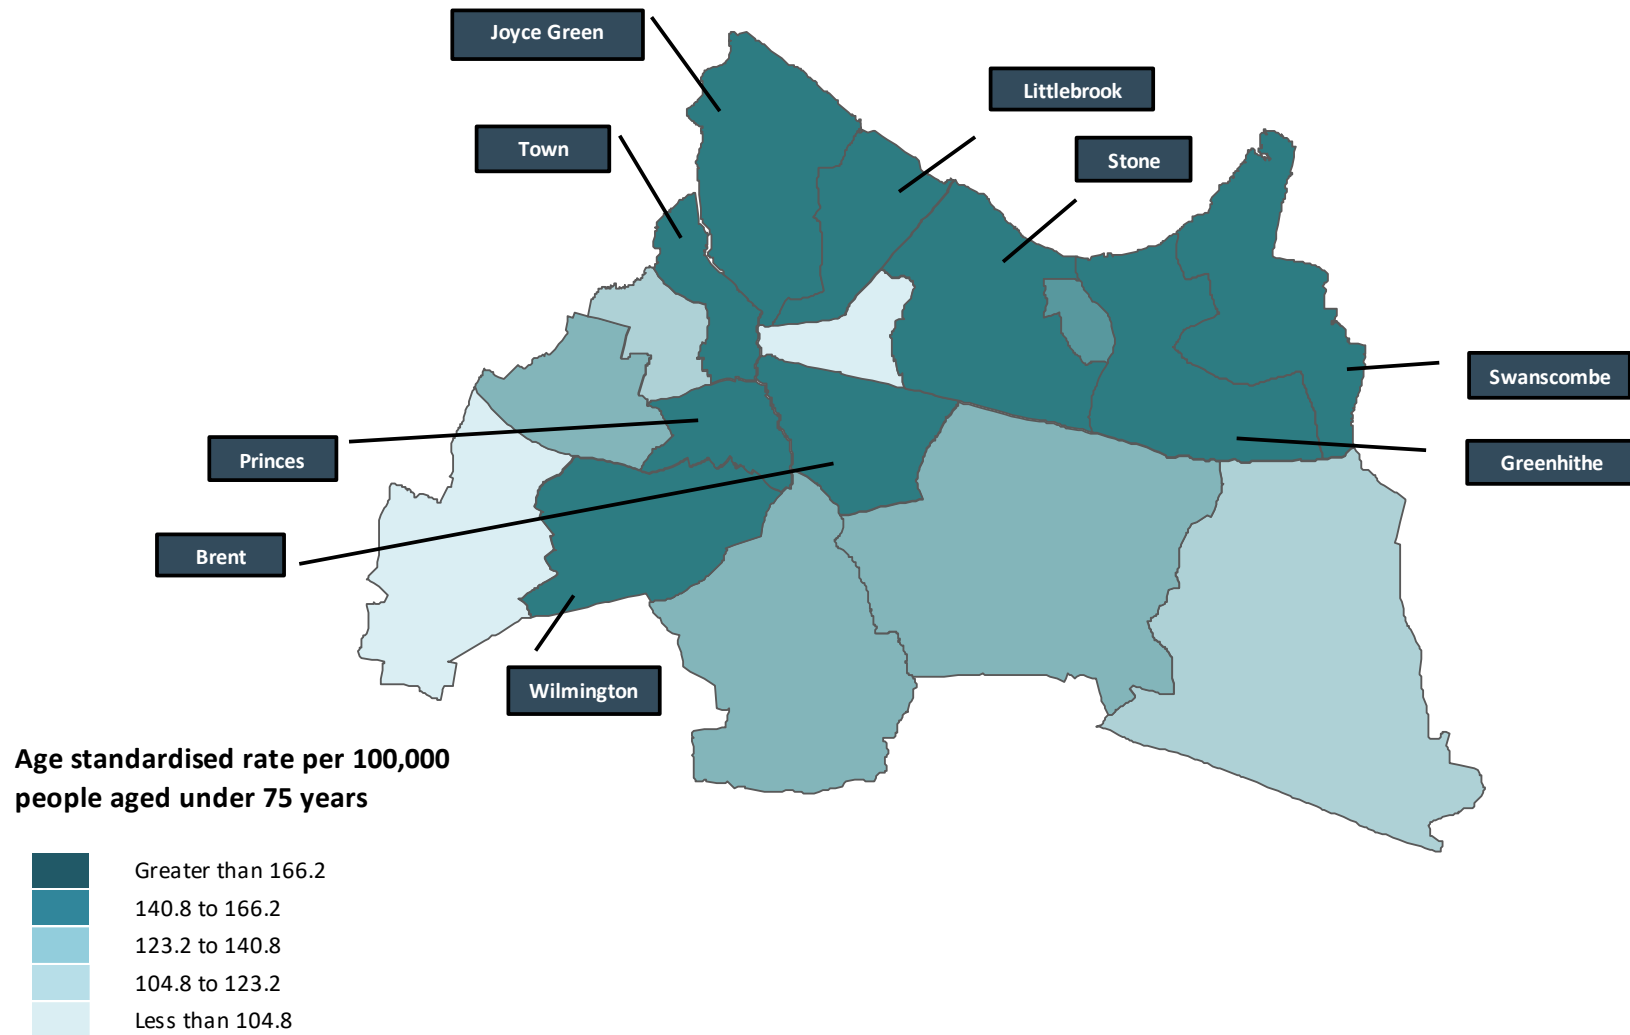 Joyce Green
Littlebrook
Town
Stone
Swanscombe
Princes
Greenhithe
Brent
Wilmington
Age standardised rate per 100,000
people aged under 75 years
Greater than 166.2
140.8 to 166.2
123.2 to 140.8
104.8 to 123.2
Less than 104.8